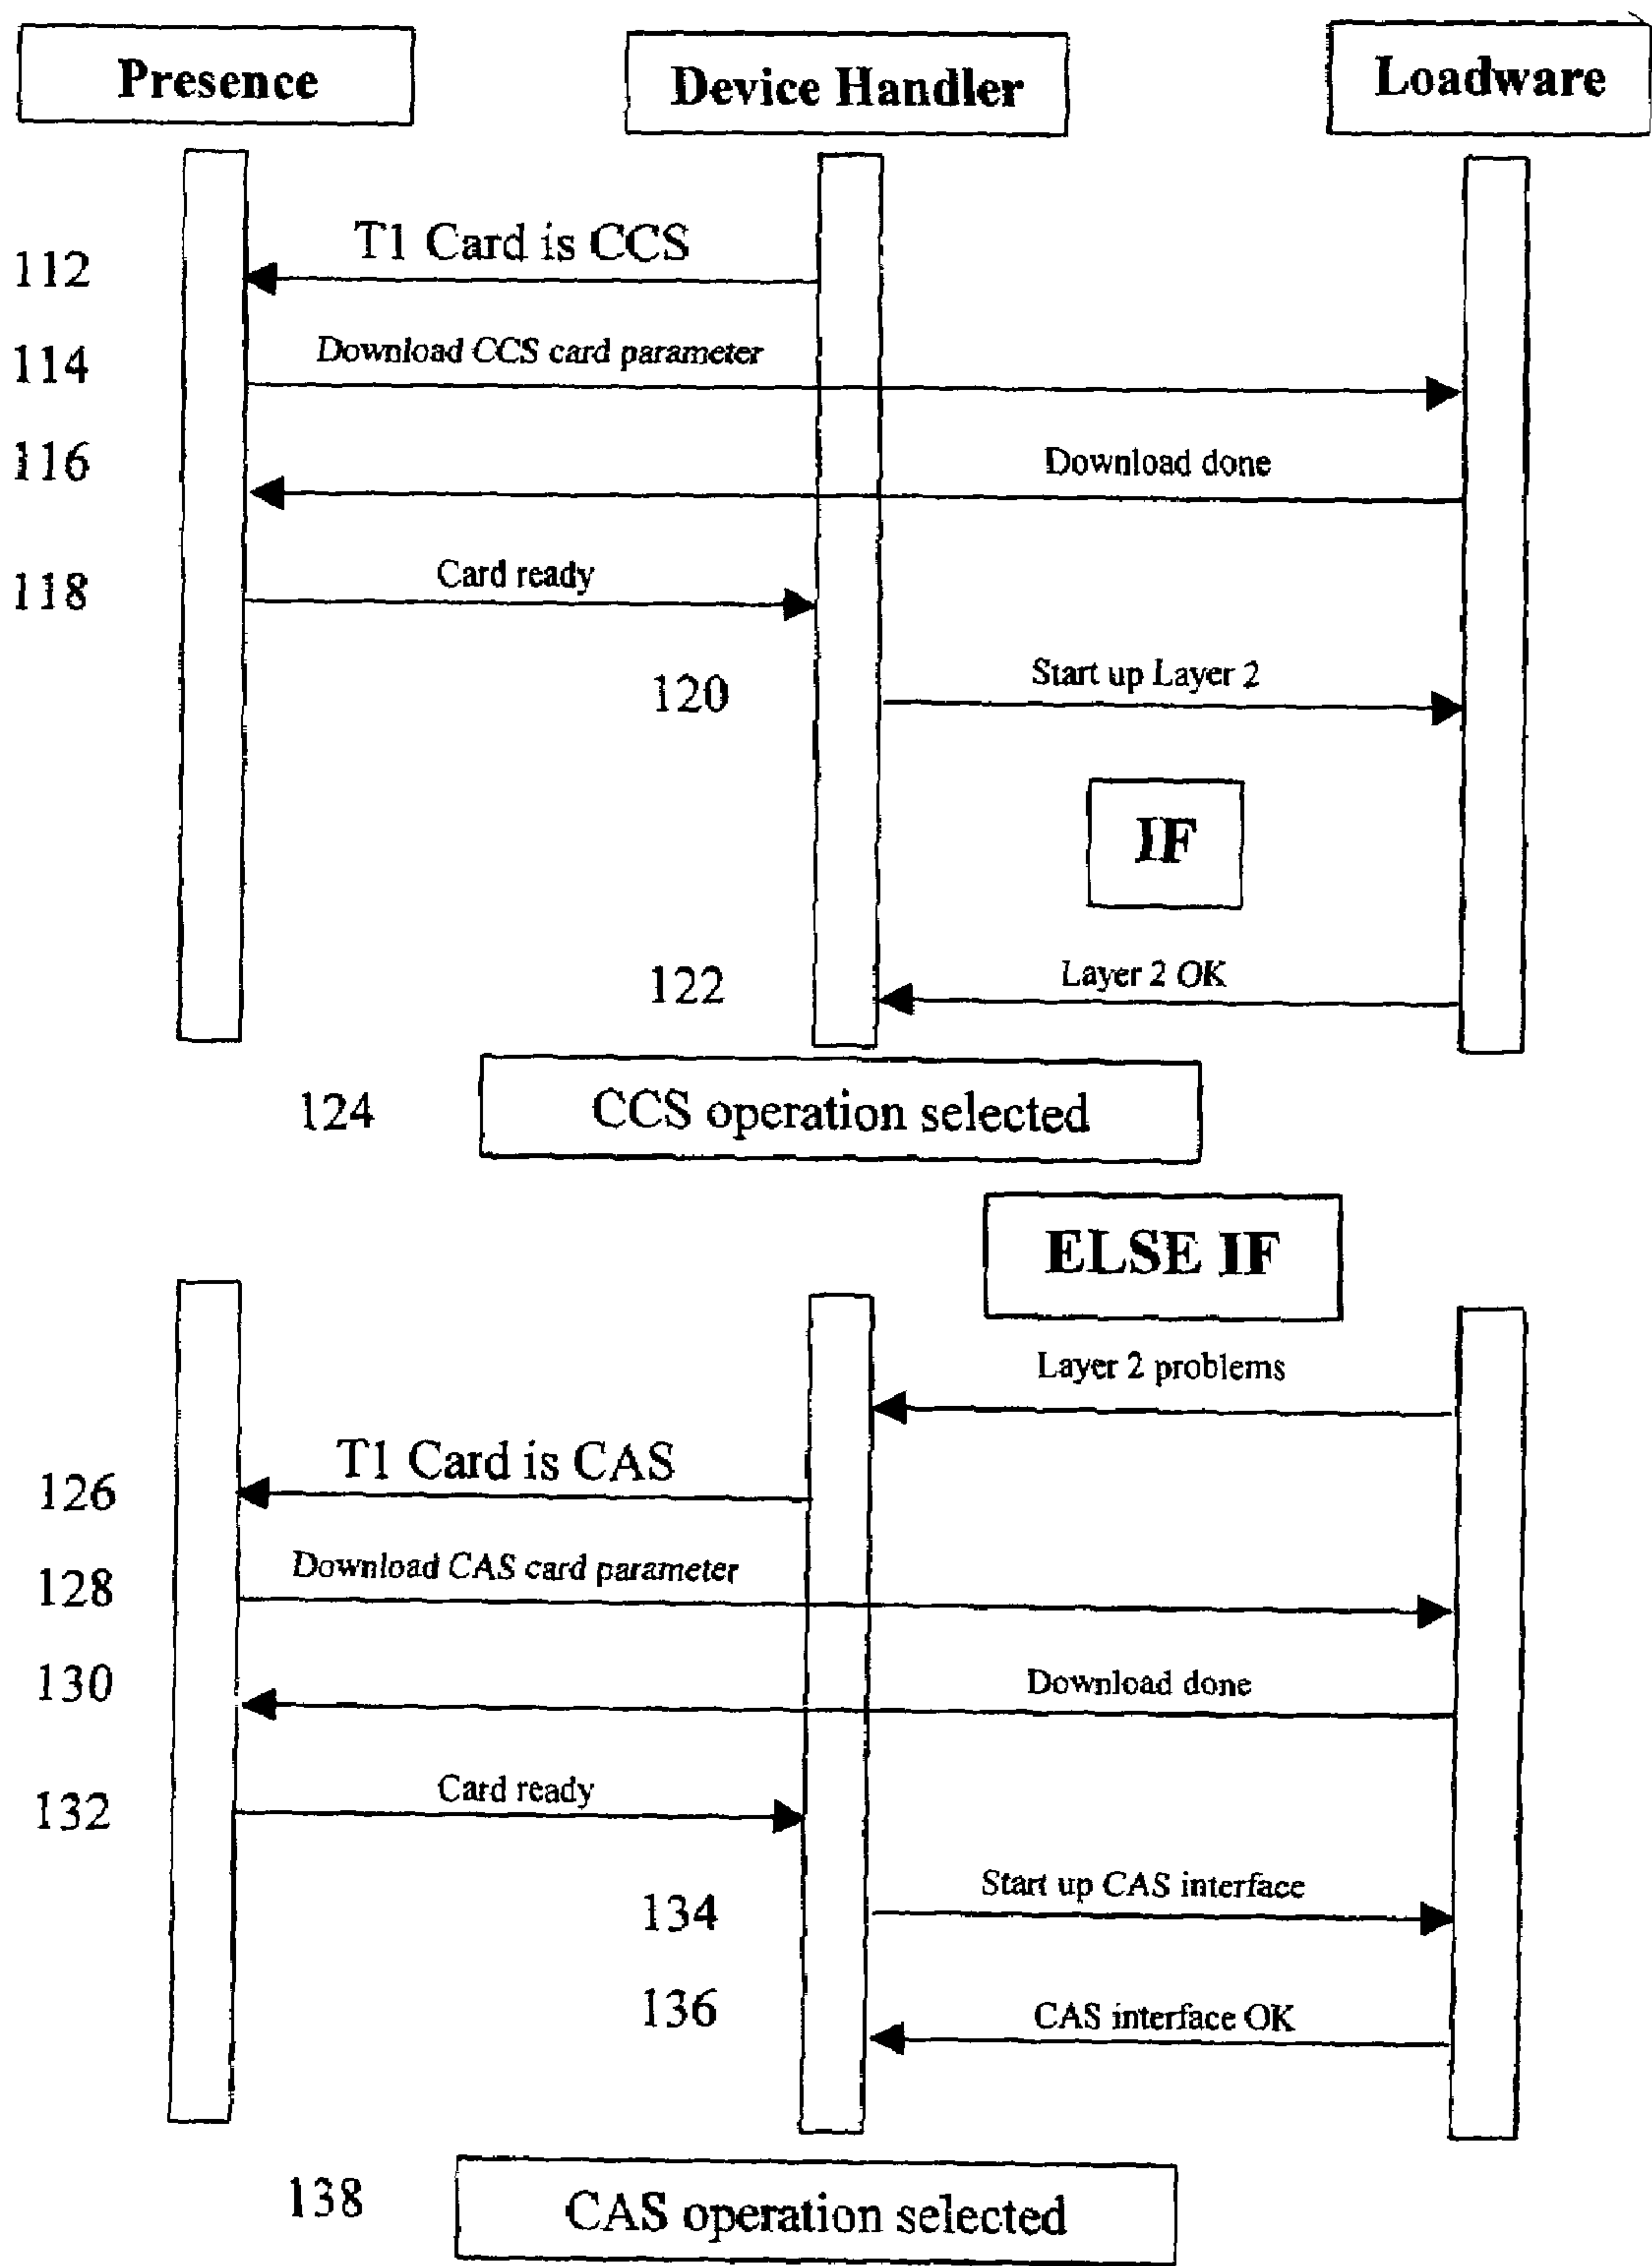 Presence
Device Handler
Loadware
T1 Card is CCS
112
Download CCS card parameter
114
Download done
116
Card ready
118
Start up Layer 2
120
IF
Layer 2 OK
122
124
CCS operation selected
ELSE IF
Layer 2 problems
T1 Card is CAS
126
Download CAS card parameter
128
Download done
130
Card ready
132
Start up CAS interface
134
CAS interface OK
136
138
CAS operation selected